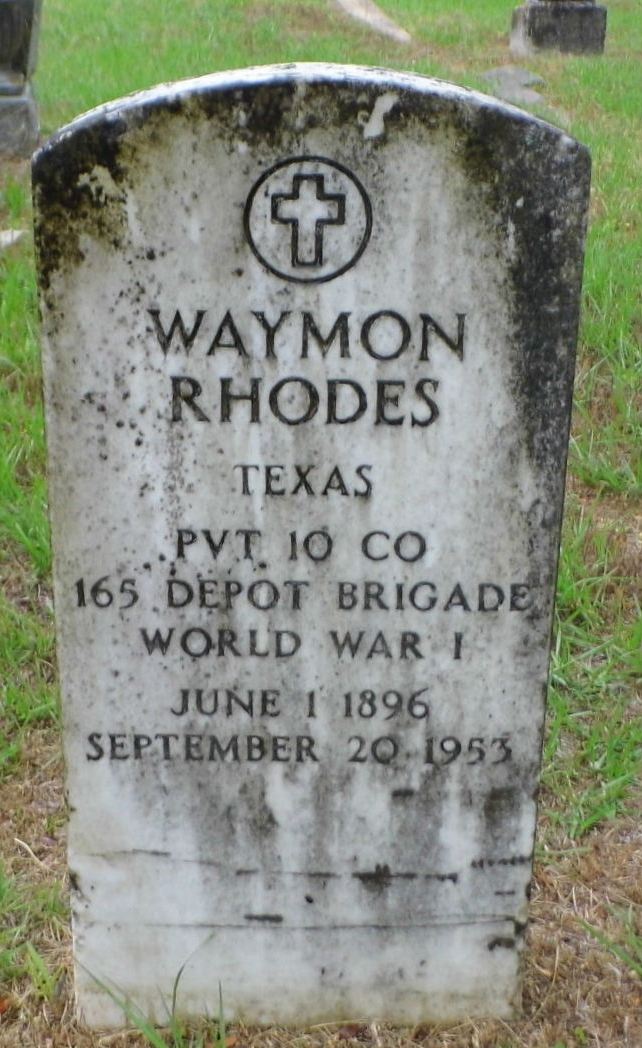 WAYMON
RHODES
TEXAS
PVT 10 CO
165 DEPOT BRIGADE
WORLD WAR I
JUNE 1 1896
SEPTEMBER 20 1953